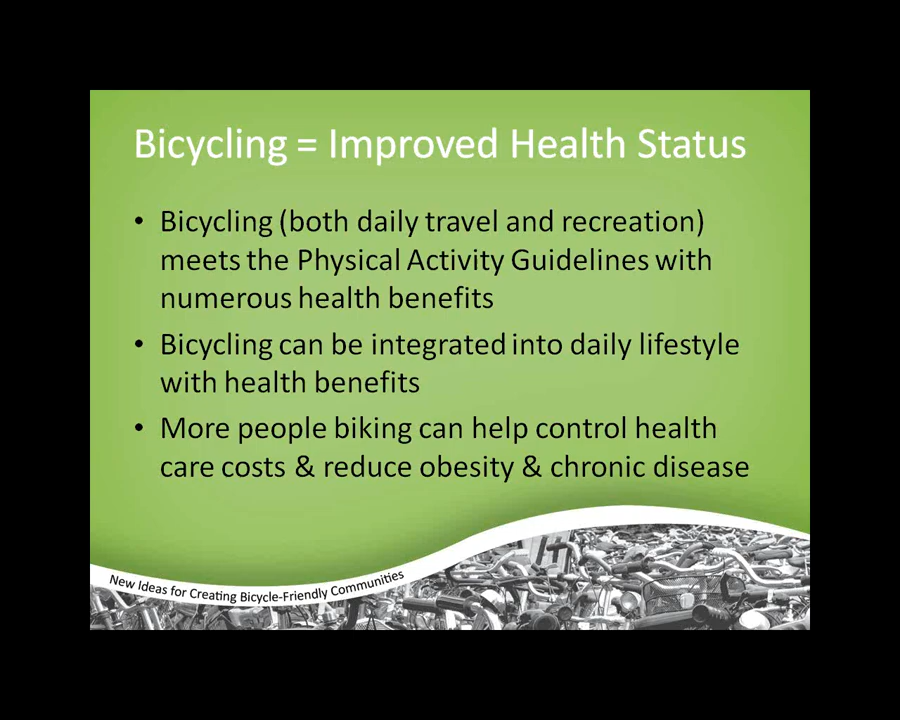 Bicycling = Improved Health Status
• Bicycling (both daily travel and recreation)
meets the Physical Activity Guidelines with
numerous health benefits
• Bicycling can be integrated into daily lifestyle
with health benefits
• More people biking can help control health
care costs & reduce obesity & chronic disease
New Ideas for Creating Bicycle-Friendly Communities